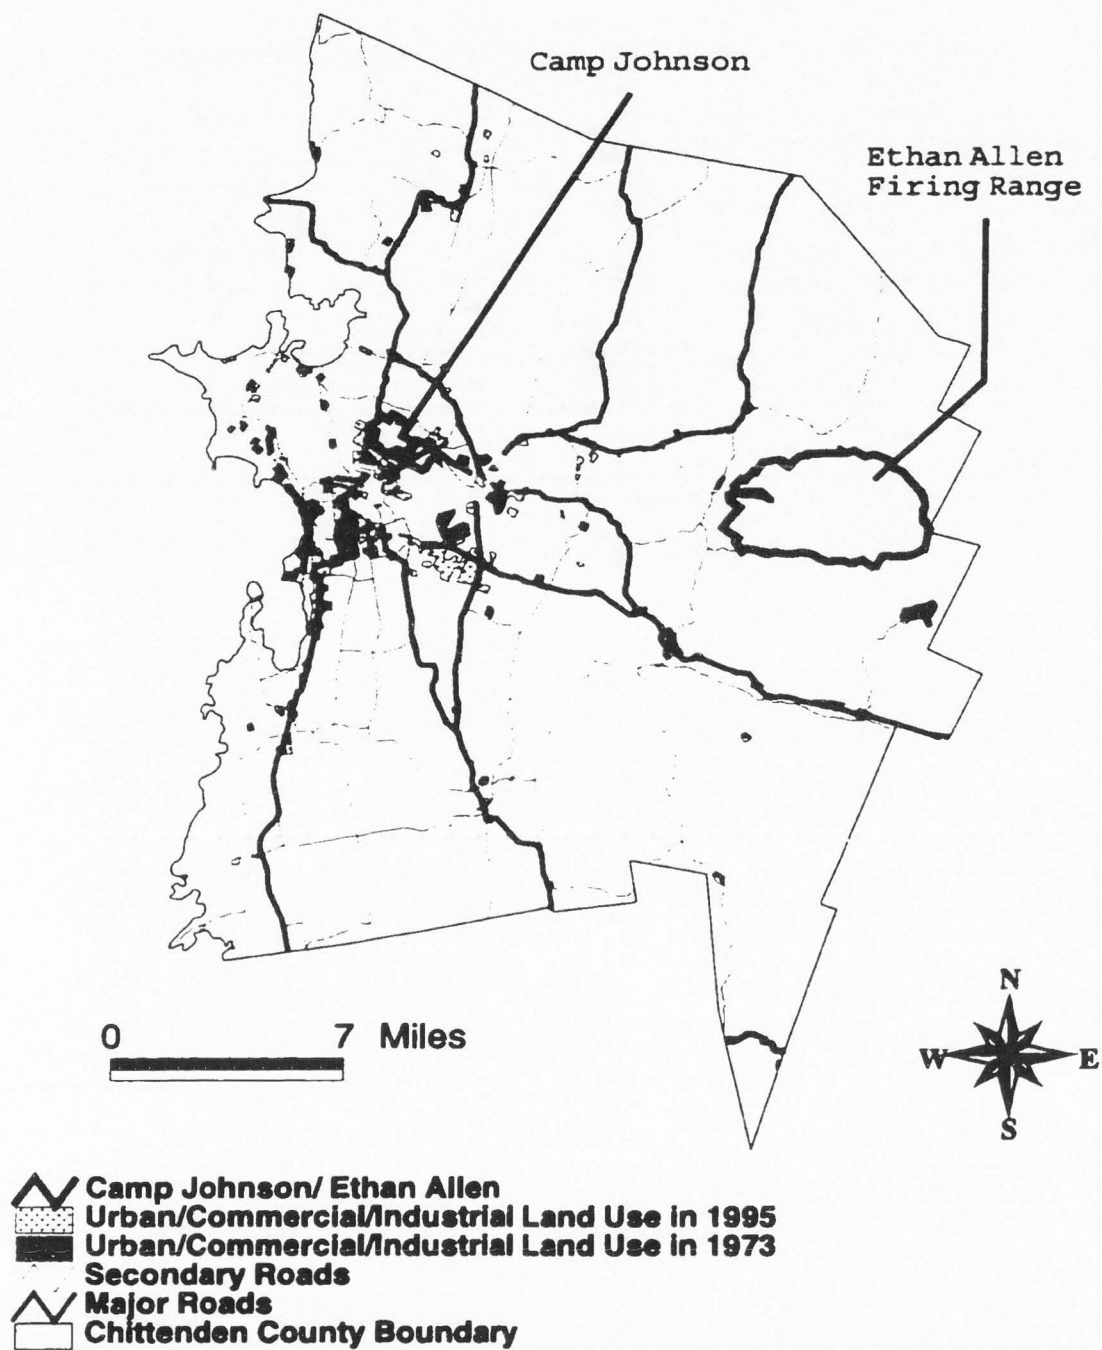 Camp Johnson
Ethan Allen
Firing Range
0 7 Miles
N
W E
S
Camp Johnson/ Ethan Allen
Urban/Commercial/Industrial Land Use in 1995
Urban/Commercial/Industrial Land Use in 1973
Secondary Roads
Major Roads
Chittenden County Boundary